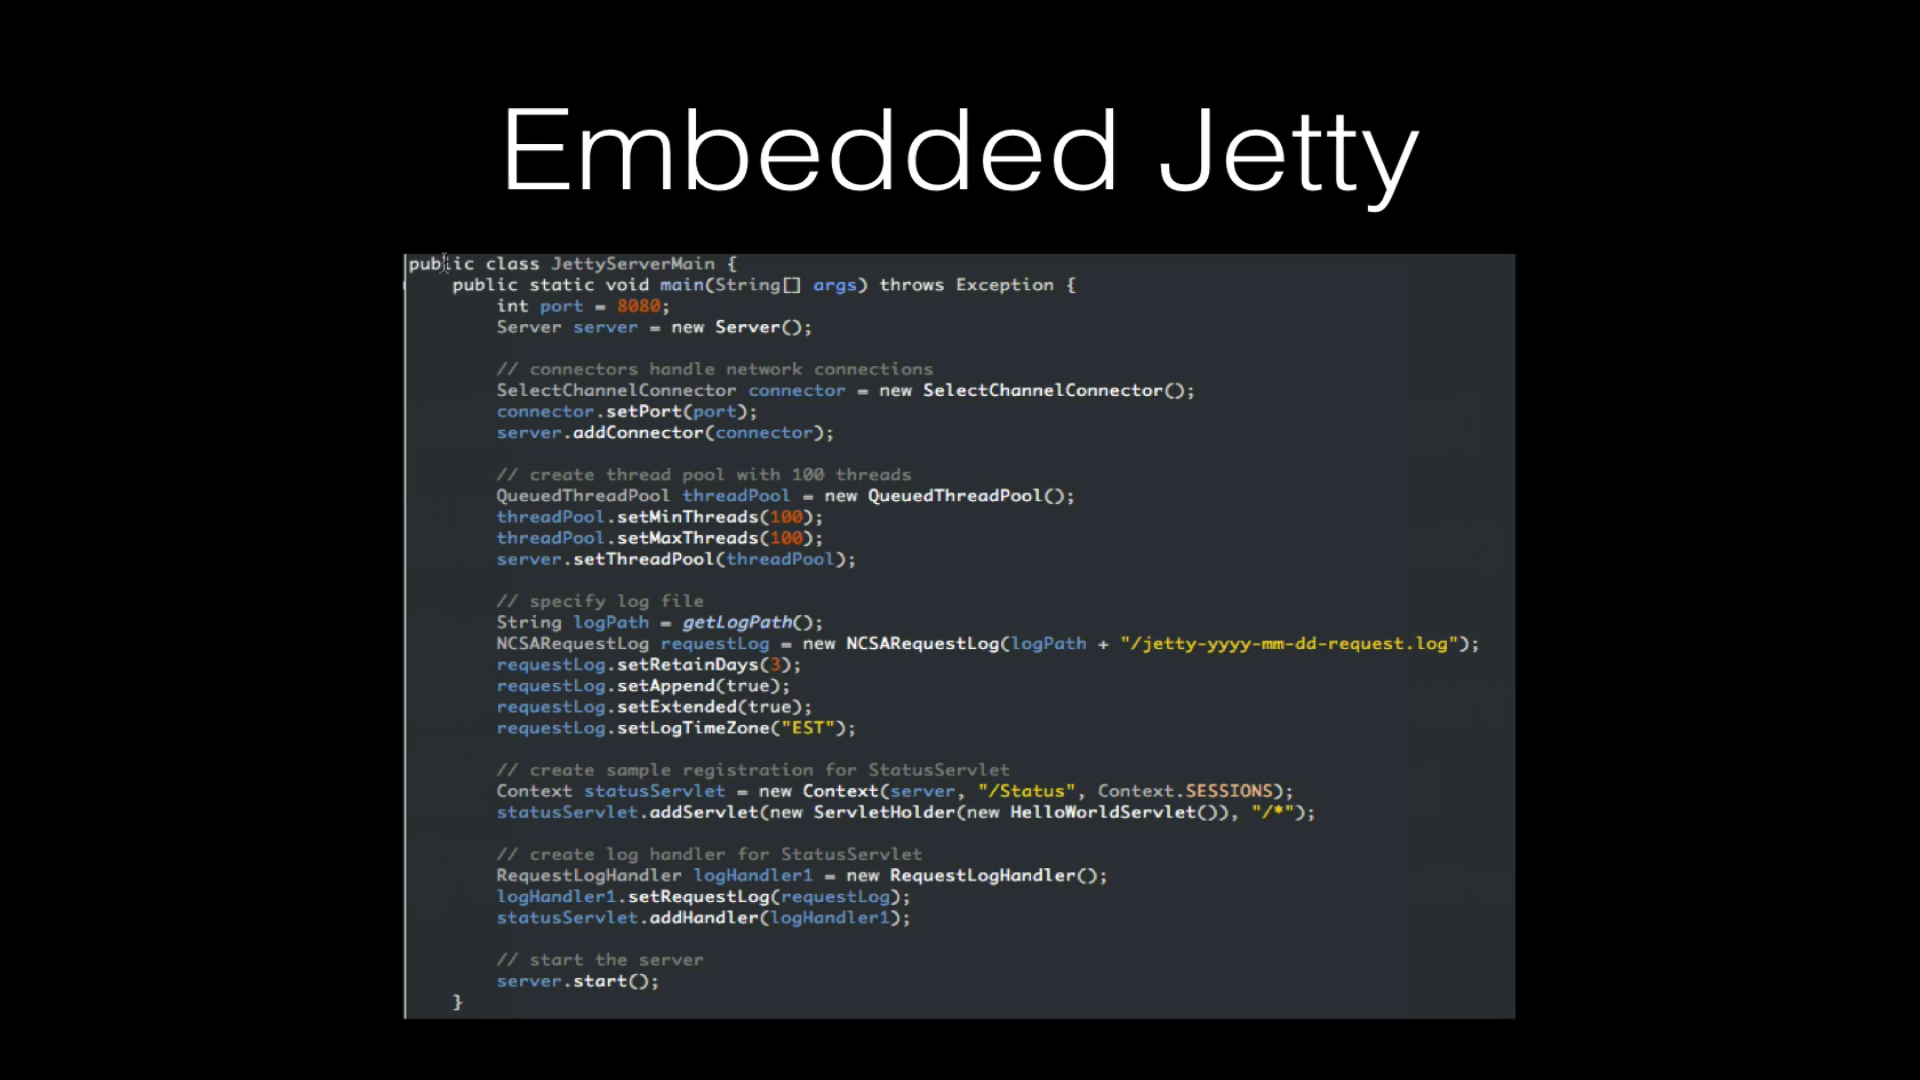 Embedded Jetty
public class JettyServerMain {
public static void main(String[] args) throws Exception {
int port = 8080;
Server server = new Server();
// connectors handle network connections
SelectChannelConnector connector = new SelectChannelConnector();
connector.setPort(port);
server.addConnector(connector);
// create thread pool with 100 threads
QueuedThreadPool threadPool = new QueuedThreadPool();
threadPool.setMinThreads(100);
threadPool.setMaxThreads(100);
server.setThreadPool(threadPool);
// specify log file
String logPath = getLogPath();
NCSARequestLog requestLog = new NCSARequestLog(logPath + "/jetty-yyyy-mm-dd-request.log");
requestLog.setRetainDays(3);
requestLog.setAppend(true);
requestLog.setExtended(true);
requestLog.setLogTimeZone("EST");
// create sample registration for StatusServlet
Context statusServlet = new Context(server, "/Status", Context.SESSIONS);
statusServlet.addServlet(new ServletHolder(new HelloWorldServlet()), "/*");
// create log handler for StatusServlet
RequestLogHandler logHandler1 = new RequestLogHandler();
logHandler1.setRequestLog(requestLog);
statusServlet.addHandler(logHandler1);
// start the server
server.start();
}